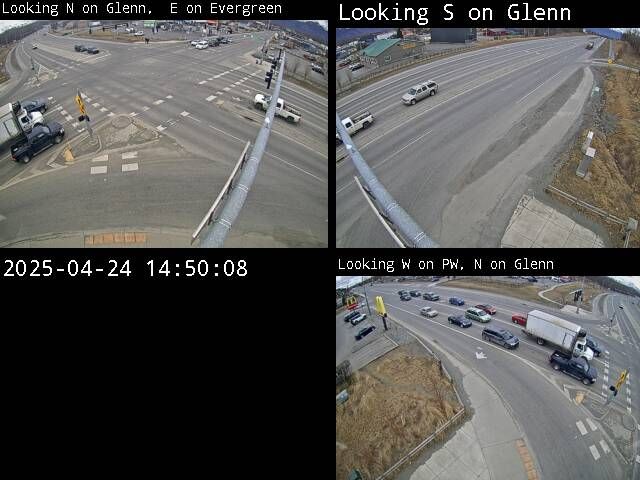 Looking N on Glenn, E on Evergreen
Looking S on Glenn
2025-04-24 14:50:08
Looking W on PW, N on Glenn